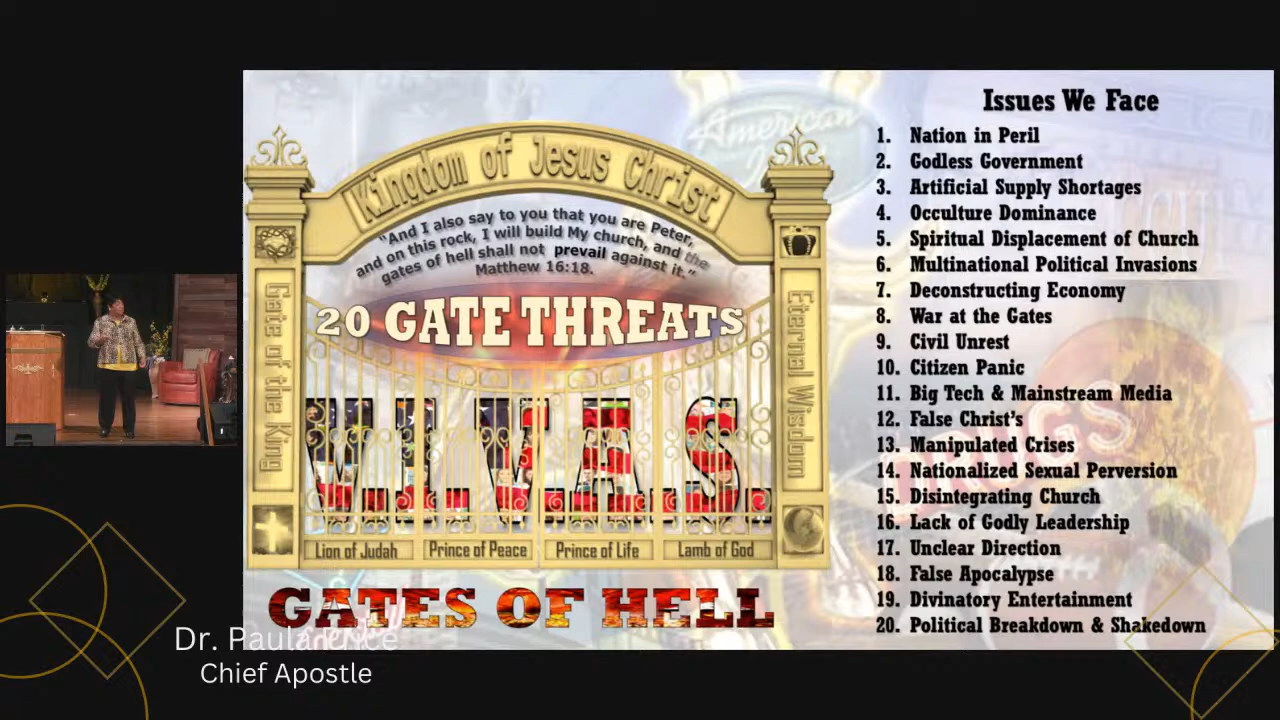 American
Kingdom of Jesus Christ
"And I also say to you that you are Peter,
and on this rock, I will build My church, and the
gates of hell shall not prevail against it."
Matthew 16:18.
20 GATE THREATS
Gate of the King
Eternal Wisdom
Lion of Judah
Prince of Peace
Prince of Life
Lamb of God
GATES OF HELL
Issues We Face
1. Nation in Peril
2. Godless Government
3. Artificial Supply Shortages
4. Occulture Dominance
5. Spiritual Displacement of Church
6. Multinational Political Invasions
7. Deconstructing Economy
8. War at the Gates
9. Civil Unrest
10. Citizen Panic
11. Big Tech & Mainstream Media
12. False Christ's
13. Manipulated Crises
14. Nationalized Sexual Perversion
15. Disintegrating Church
16. Lack of Godly Leadership
17. Unclear Direction
18. False Apocalypse
19. Divinatory Entertainment
20. Political Breakdown & Shakedown
Dr. Paula Price
Chief Apostle